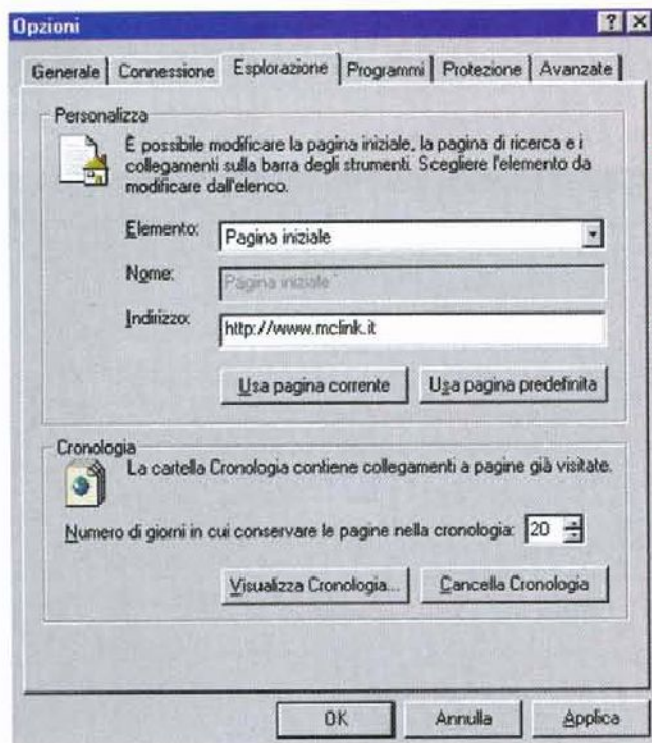 Opzioni
Generale Connessione Esplorazione Programmi Protezione Avanzate
Personalizza
È possibile modificare la pagina iniziale, la pagina di ricerca e i
collegamenti sulla barra degli strumenti. Scegliere l'elemento da
modificare dall'elenco.
Elemento: Pagina iniziale
Nome: Pagina iniziale
Indirizzo: http://www.mclink.it
Usa pagina corrente Usa pagina predefinita
Cronologia
La cartella Cronologia contiene collegamenti a pagine già visitate.
Numero di giorni in cui conservare le pagine nella cronologia: 20
Visualizza Cronologia... Cancella Cronologia
OK Annulla Applica